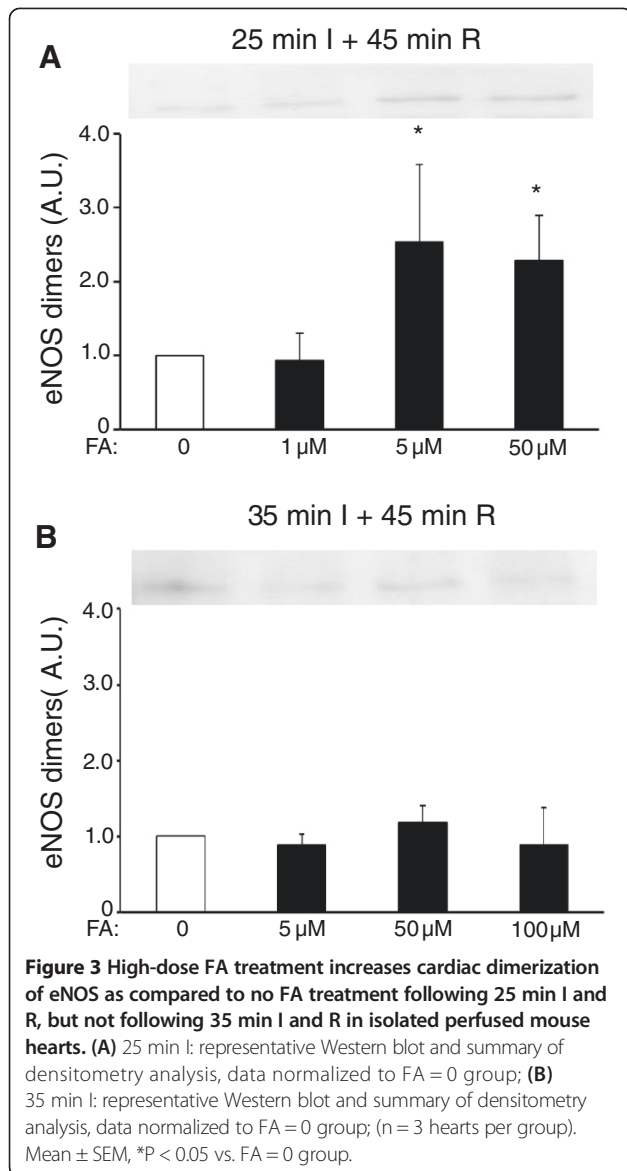 A
25 min I + 45 min R
eNOS dimers (A.U.)
4.0
*
*
3.0
2.0
1.0
0
FA: 0 1 µM 5 µM 50 µM
B
35 min I + 45 min R
eNOS dimers( A.U.)
4.0
3.0
2.0
1.0
0
FA: 0 5 µM 50 µM 100µM
Figure 3 High-dose FA treatment increases cardiac dimerization
of eNOS as compared to no FA treatment following 25 min I and
R, but not following 35 min I and R in isolated perfused mouse
hearts. (A) 25 min I: representative Western blot and summary of
densitometry analysis, data normalized to FA = 0 group; (B)
35 min I: representative Western blot and summary of densitometry
analysis, data normalized to FA = 0 group; (n = 3 hearts per group).
Mean ± SEM, *P < 0.05 vs. FA = 0 group.